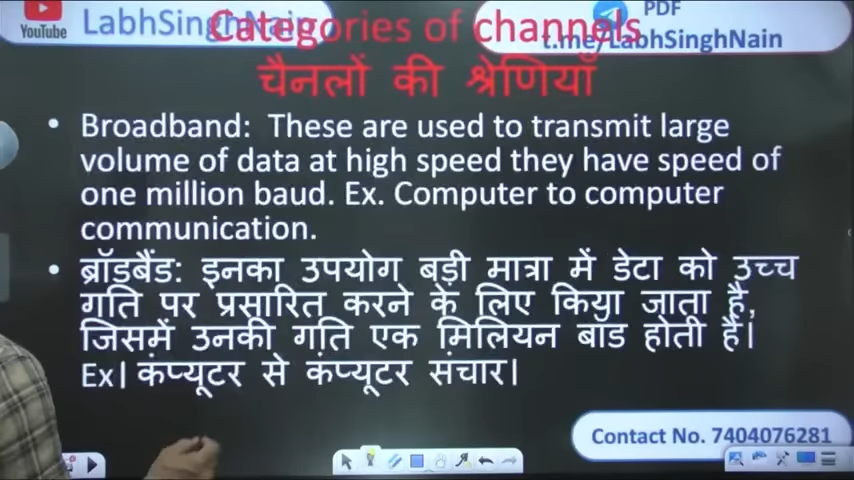 YouTube
LabhSinghNain
PDF
t.me/LabhSinghNain
Categories of channels
चैनलों की श्रेणियाँ
• Broadband: These are used to transmit large
volume of data at high speed they have speed of
one million baud. Ex. Computer to computer
communication.
• ब्रॉडबैंड: इनका उपयोग बड़ी मात्रा में डेटा को उच्च
गति पर प्रसारित करने के लिए किया जाता है,
जिसमें उनकी गति एक मिलियन बॉड होती है।
Ex। कंप्यूटर से कंप्यूटर संचार।
Contact No. 7404076281